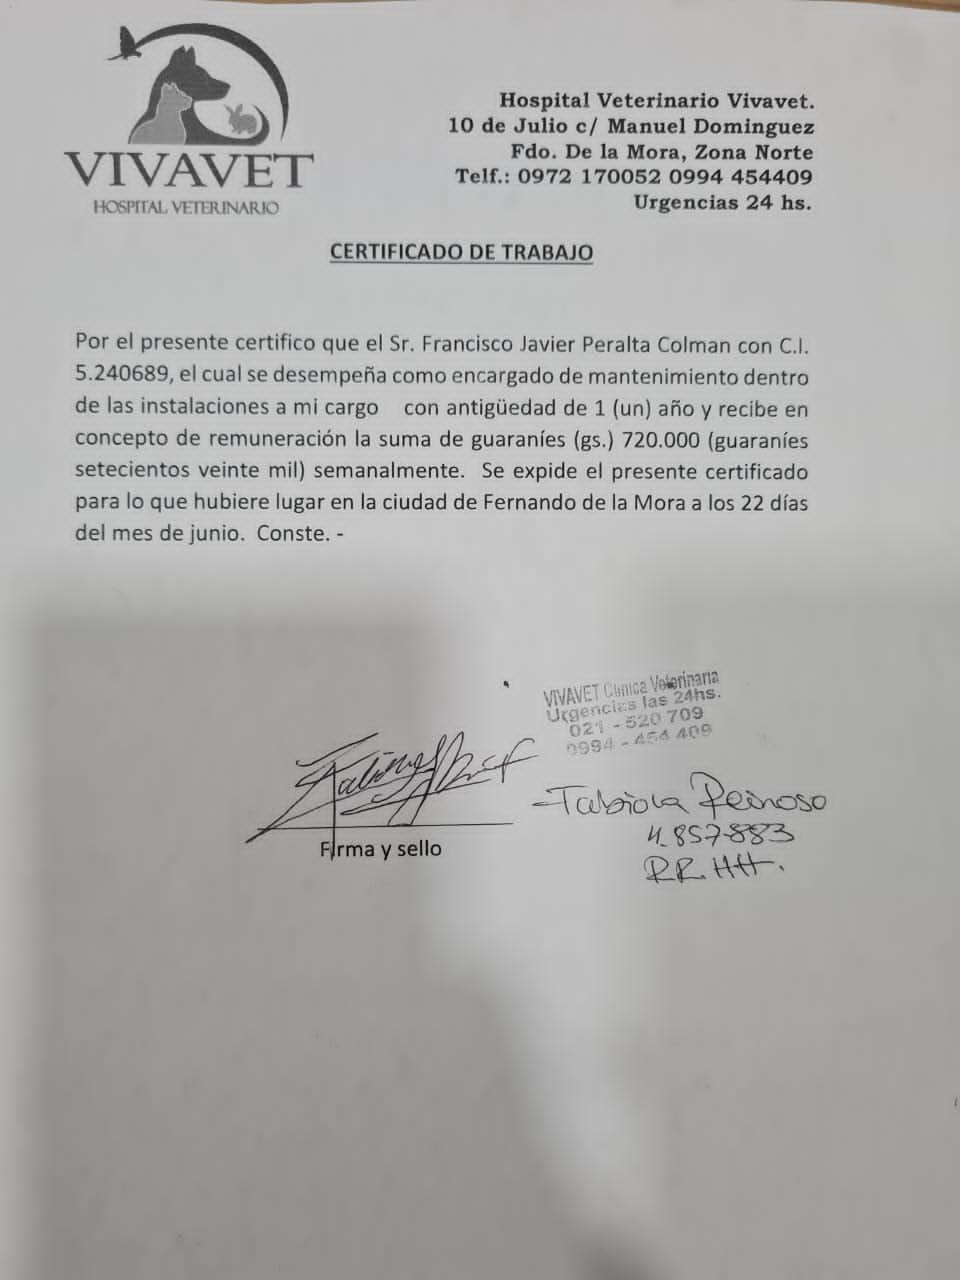 VIVAVET
HOSPITAL VETERINARIO
Hospital Veterinario Vivavet.
10 de Julio c/ Manuel Dominguez
Fdo. De la Mora, Zona Norte
Telf.: 0972 170052 0994 454409
Urgencias 24 hs.
CERTIFICADO DE TRABAJO
Por el presente certifico que el Sr. Francisco Javier Peralta Colman con C.I.
5.240689, el cual se desempeña como encargado de mantenimiento dentro
de las instalaciones a mi cargo con antigüedad de 1 (un) año y recibe en
concepto de remuneración la suma de guaraníes (gs.) 720.000 (guaraníes
setecientos veinte mil) semanalmente. Se expide el presente certificado
para lo que hubiere lugar en la ciudad de Fernando de la Mora a los 22 días
del mes de junio. Conste. -
VIVAVET Clinica Veterinaria
Urgencias las 24hs.
021 - 520 709
0994 - 454 409
Fabiola Reinoso
4.857.883
RR.HH.
Firma y sello